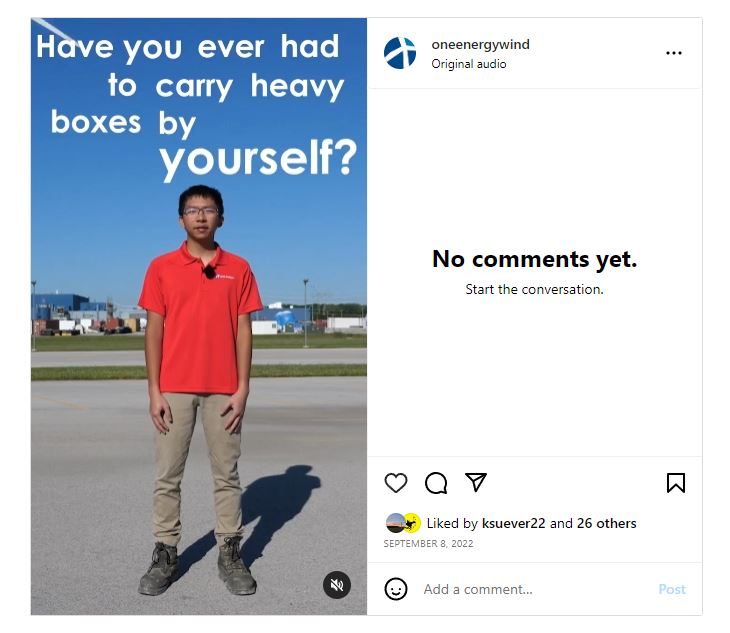 Have you ever had
to carry heavy
boxes by
yourself?
oneenergywind
Original audio
No comments yet.
Start the conversation.
Liked by ksuever22 and 26 others
SEPTEMBER 8, 2022
Add a comment...
Post